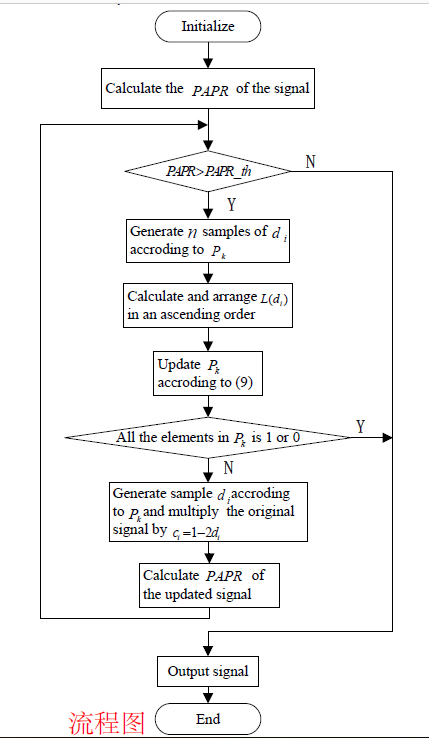 Initialize
Calculate the PAPR of the signal
PAPR>PAPR_th
N
Y
Generate n samples of d_i
accroding to P_k
Calculate and arrange L(d_i)
in an ascending order
Update P_k
accroding to (9)
All the elements in P_k is 1 or 0
Y
N
Generate sample d_i accroding
to P_k and multiply the original
signal by c_i=1−2d_i
Calculate PAPR of
the updated signal
Output signal
流程图
End